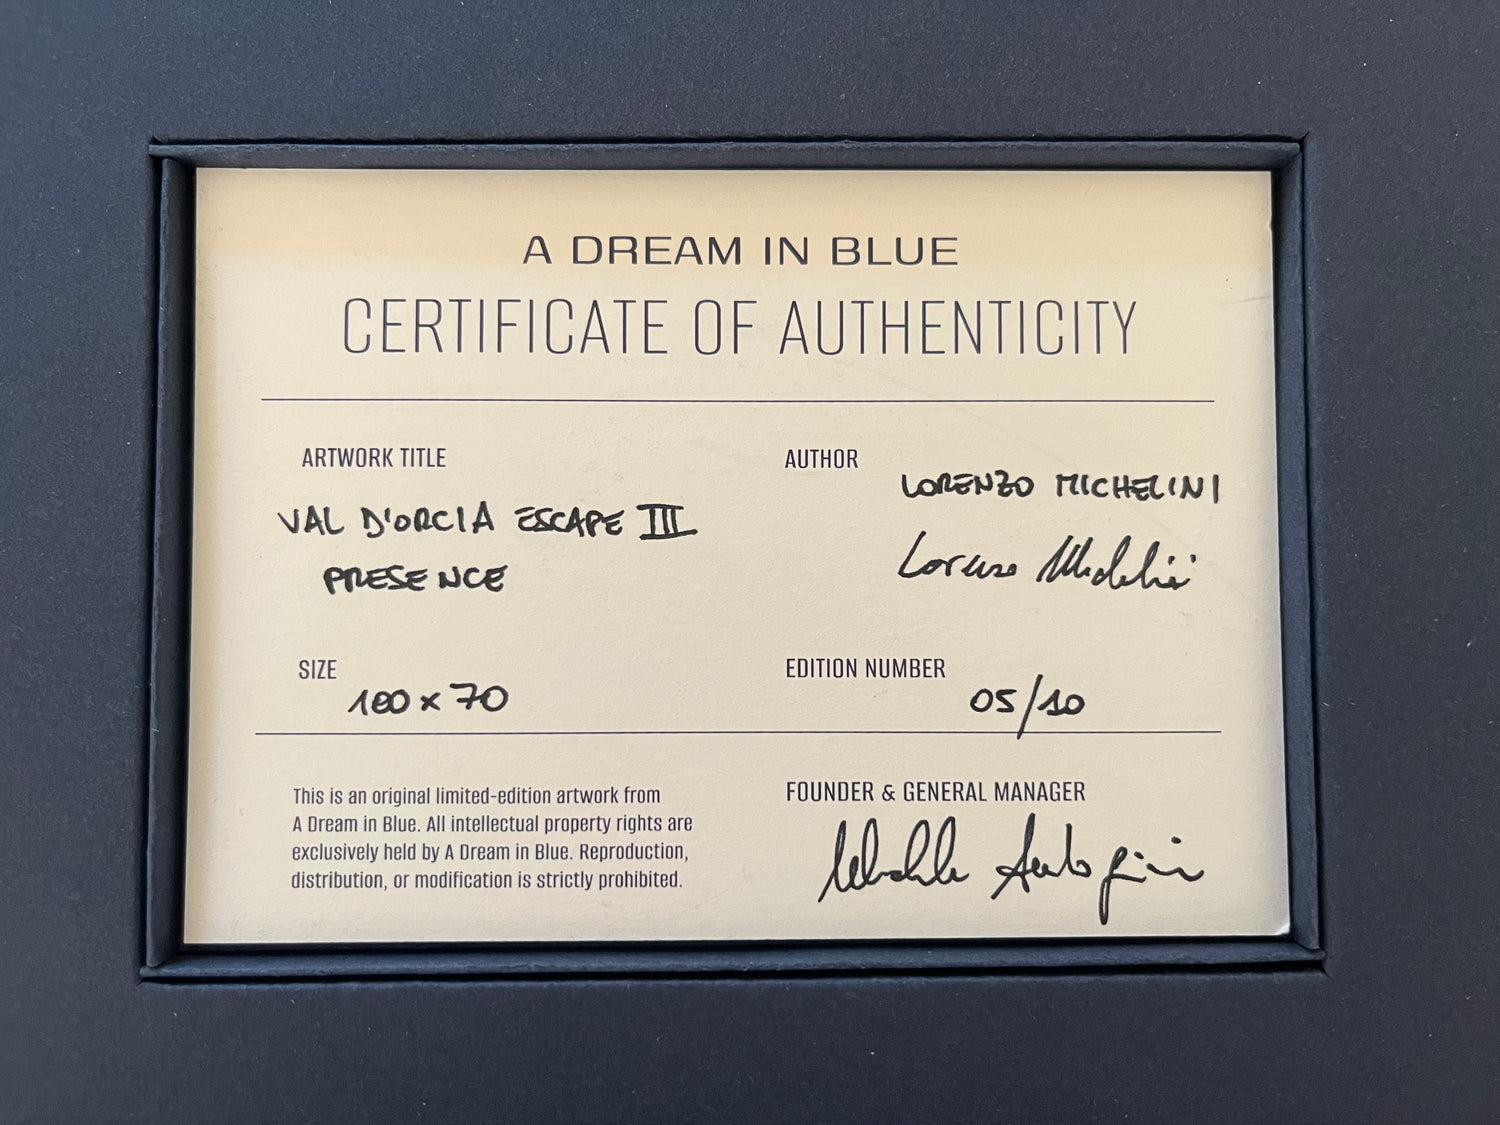 A DREAM IN BLUE
CERTIFICATE OF AUTHENTICITY
ARTWORK TITLE
VAL D'ORCIA ESCAPE III
PRESENCE
AUTHOR
LORENZO MICHELINI
Lorenzo Michelini
SIZE
100 x 70
EDITION NUMBER
05/10
This is an original limited-edition artwork from
A Dream in Blue. All intellectual property rights are
exclusively held by A Dream in Blue. Reproduction,
distribution, or modification is strictly prohibited.
FOUNDER & GENERAL MANAGER